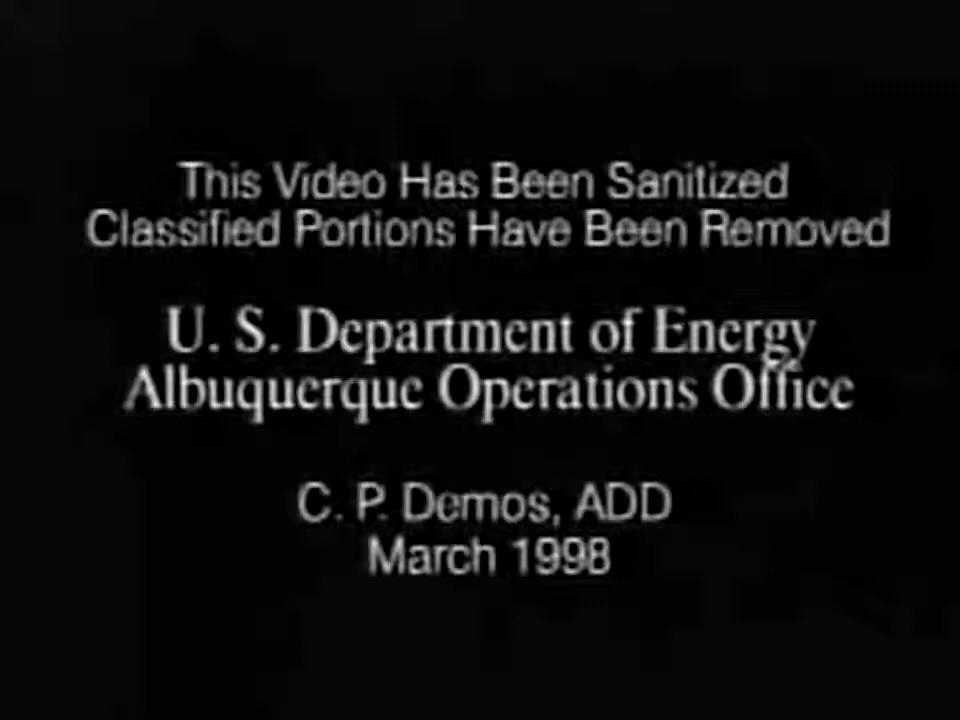 This Video Has Been Sanitized
Classified Portions Have Been Removed
U. S. Department of Energy
Albuquerque Operations Office
C. P. Demos, ADD
March 1998